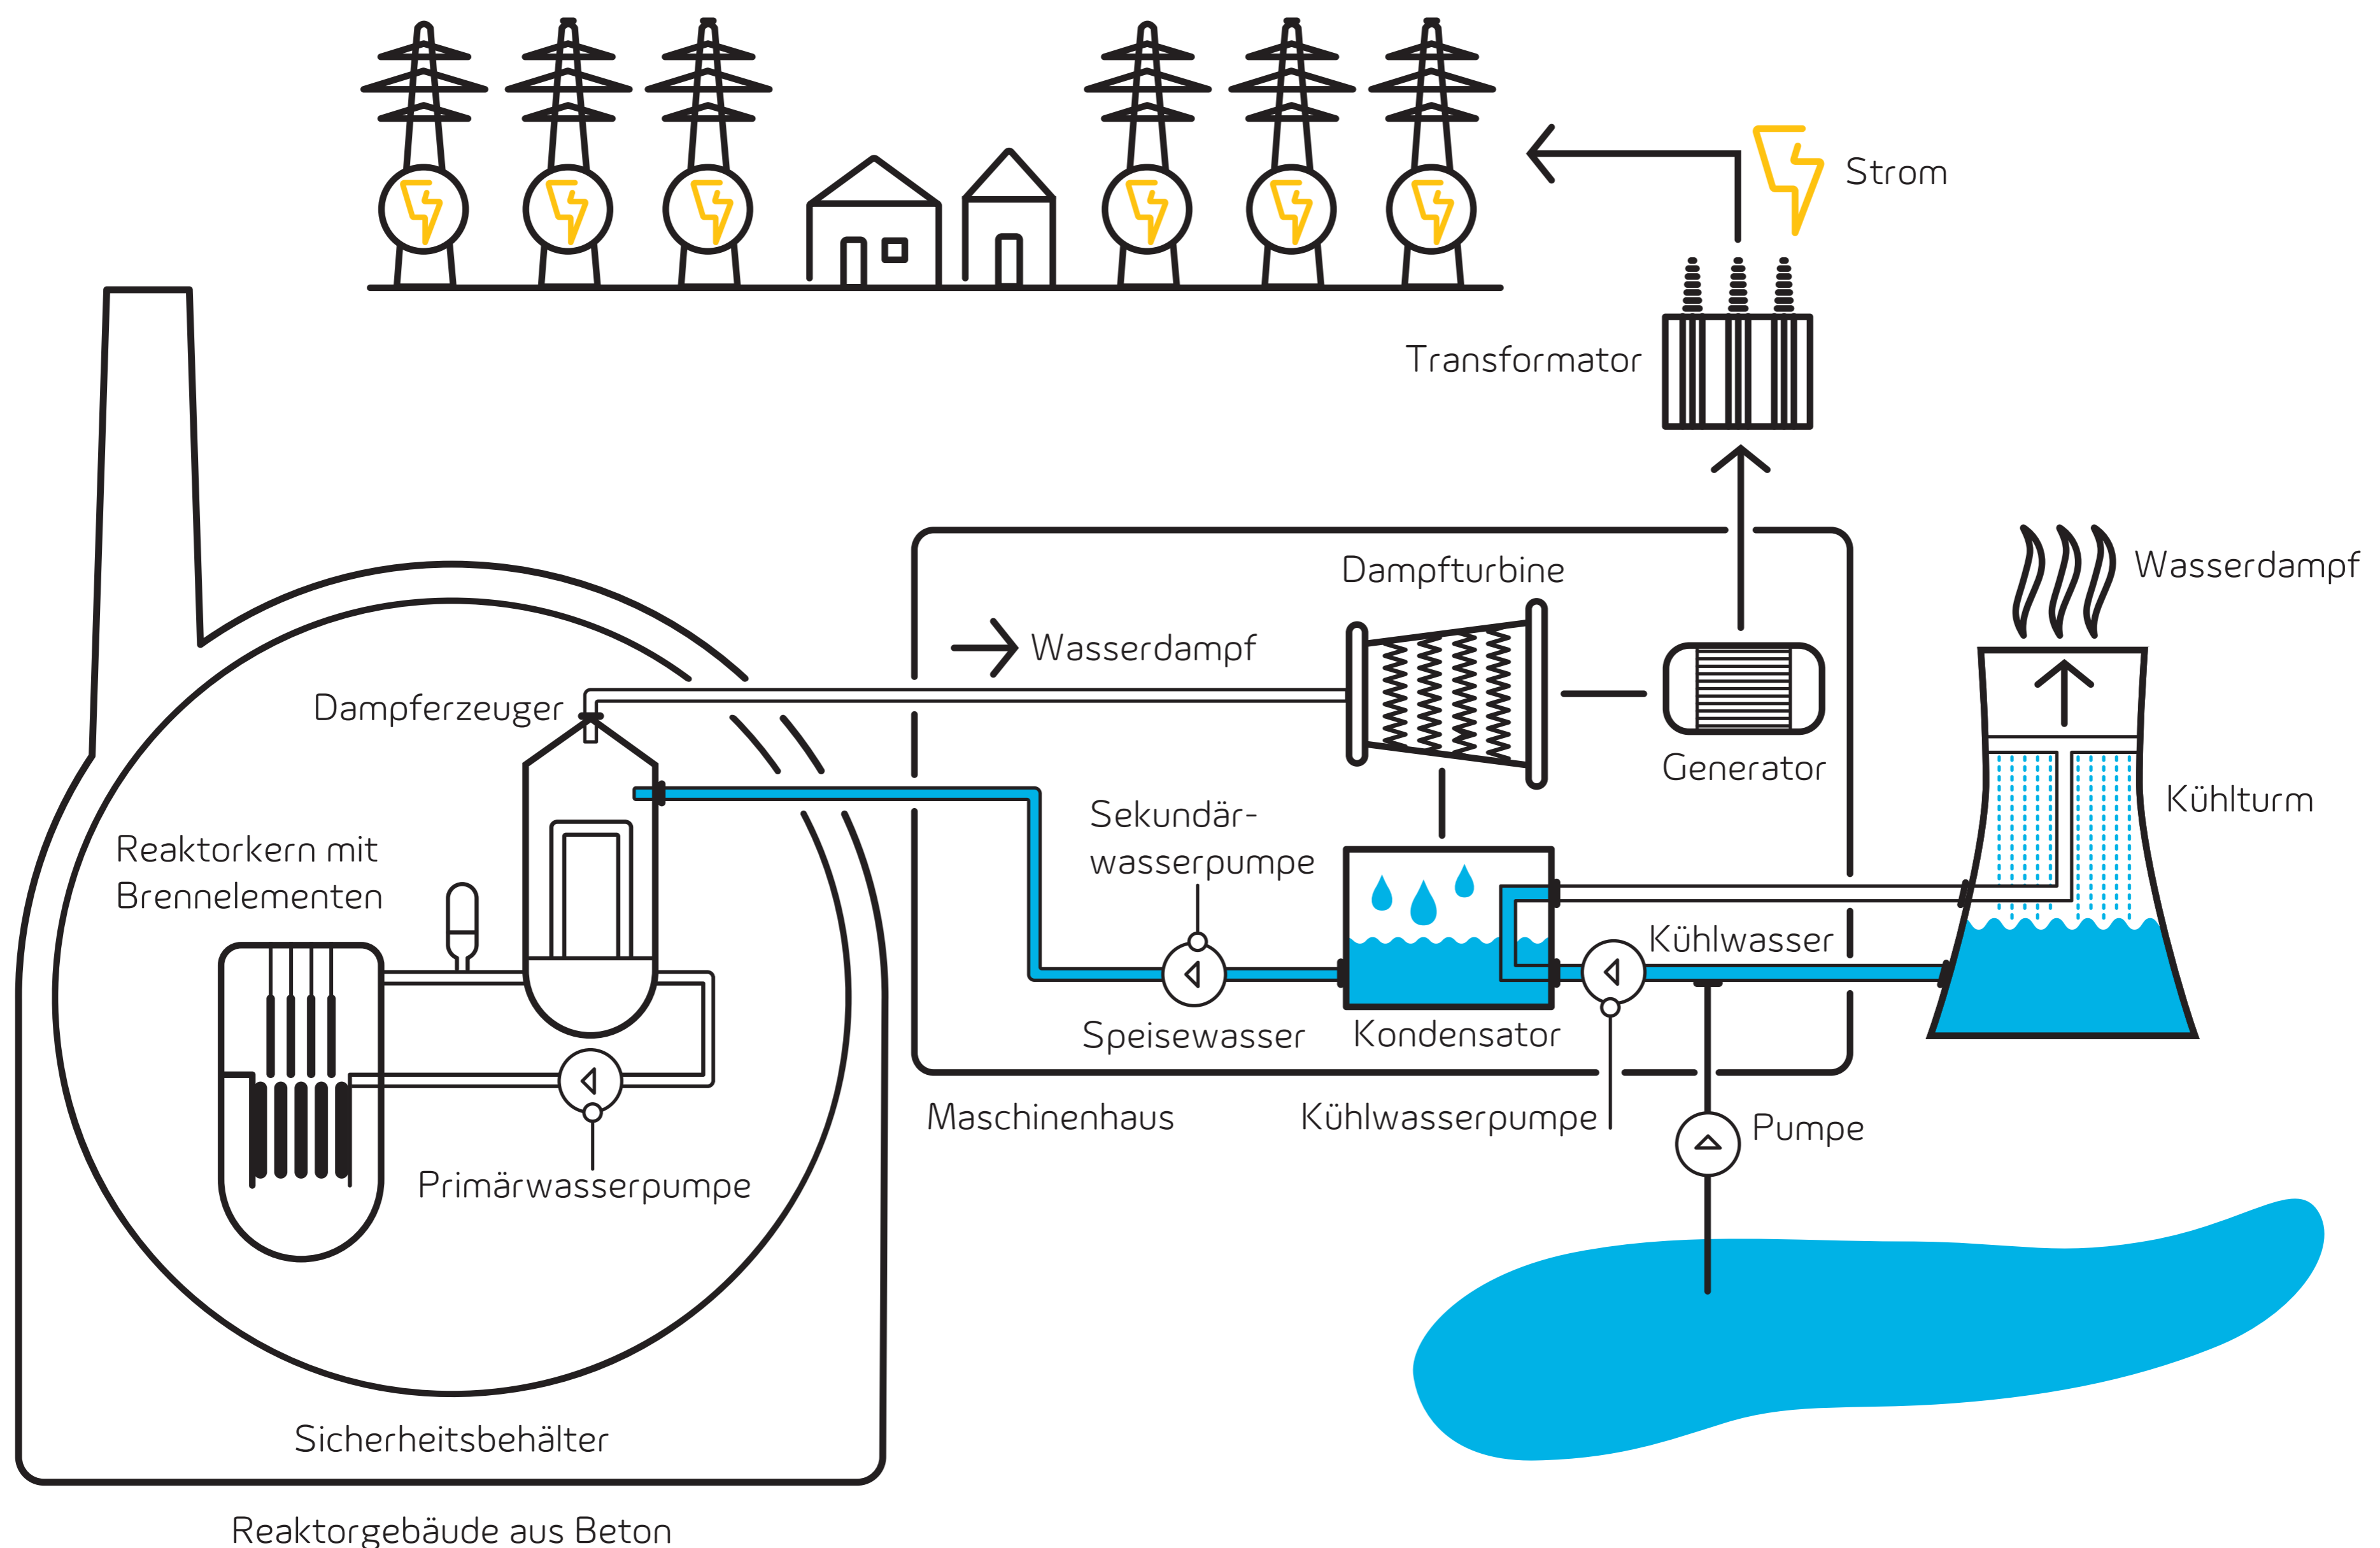 Strom
Transformator
Dampfturbine
Wasserdampf
Wasserdampf
Dampferzeuger
Generator
Kühlturm
Sekundär-
wasserpumpe
Reaktorkern mit
Brennelementen
Kühlwasser
Speisewasser
Kondensator
Maschinenhaus
Kühlwasserpumpe
Pumpe
Primärwasserpumpe
Sicherheitsbehälter
Reaktorgebäude aus Beton